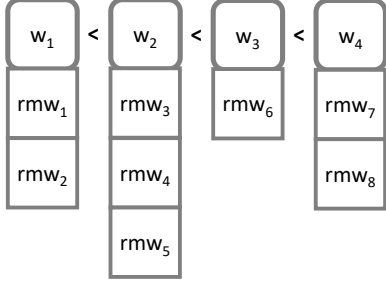 w₁ < w₂ < w₃ < w₄
rmw₁ rmw₃ rmw₆ rmw₇
rmw₂ rmw₄ rmw₈
rmw₅